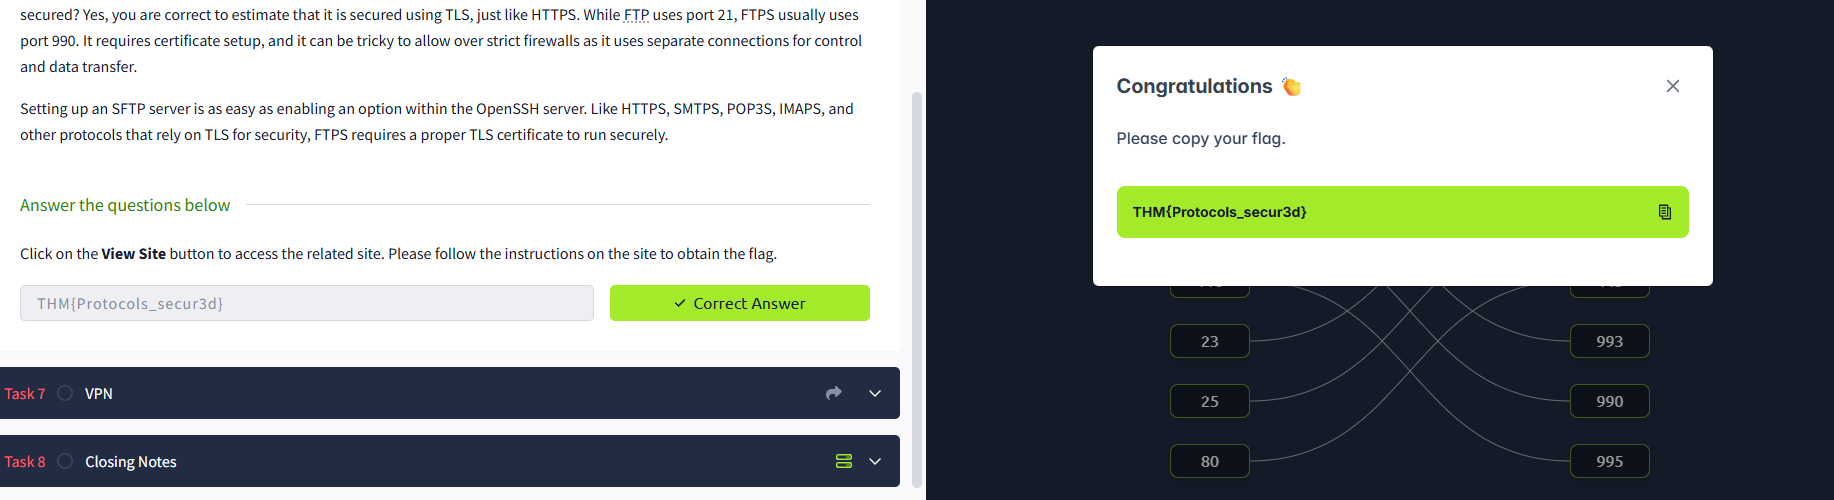 secured? Yes, you are correct to estimate that it is secured using TLS, just like HTTPS. While FTP uses port 21, FTPS usually uses
port 990. It requires certificate setup, and it can be tricky to allow over strict firewalls as it uses separate connections for control
and data transfer.
Setting up an SFTP server is as easy as enabling an option within the OpenSSH server. Like HTTPS, SMTPS, POP3S, IMAPS, and
other protocols that rely on TLS for security, FTPS requires a proper TLS certificate to run securely.
Answer the questions below
Click on the View Site button to access the related site. Please follow the instructions on the site to obtain the flag.
THM{Protocols_secur3d}
Correct Answer
Task 7 VPN
Task 8 Closing Notes
Congratulations 👏
Please copy your flag.
THM{Protocols_secur3d}
23
993
25
990
80
995